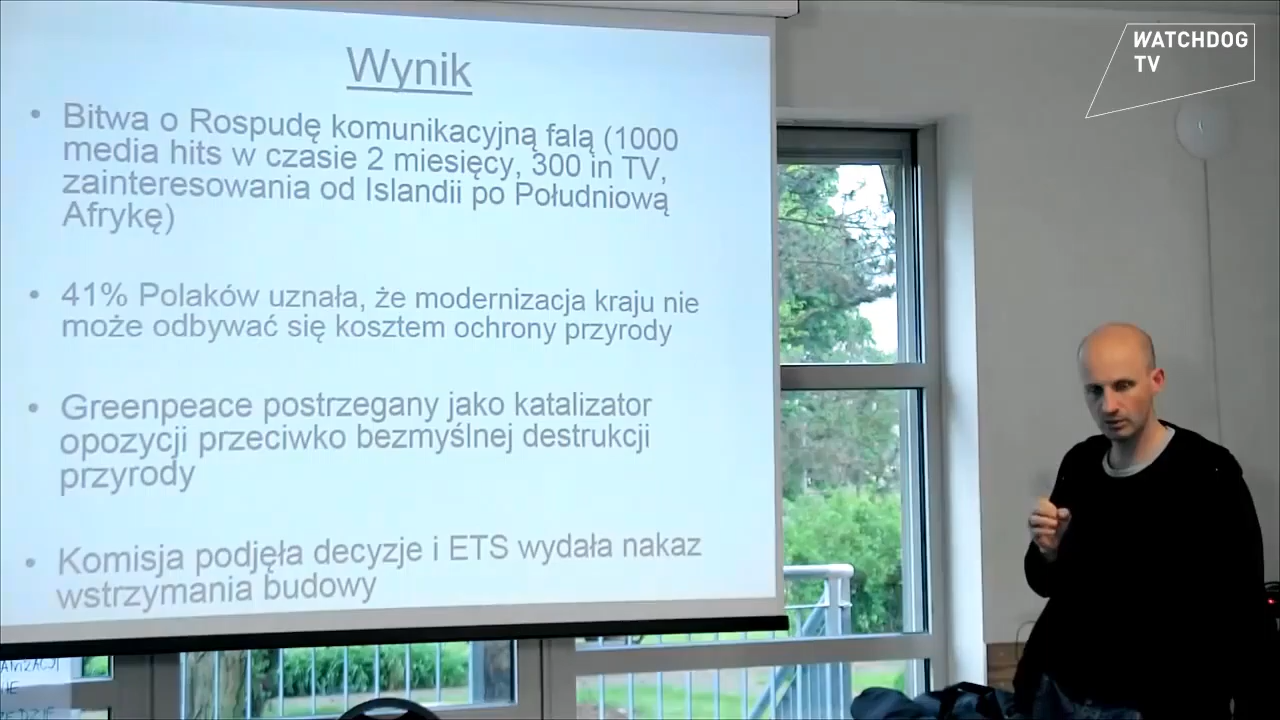 WATCHDOG
TV
Wynik
• Bitwa o Rospudę komunikacyjną falą (1000
media hits w czasie 2 miesięcy, 300 in TV,
zainteresowania od Islandii po Południową
Afrykę)
• 41% Polaków uznała, że modernizacja kraju nie
może odbywać się kosztem ochrony przyrody
• Greenpeace postrzegany jako katalizator
opozycji przeciwko bezmyślnej destrukcji
przyrody
• Komisja podjęła decyzje i ETS wydała nakaz
wstrzymania budowy